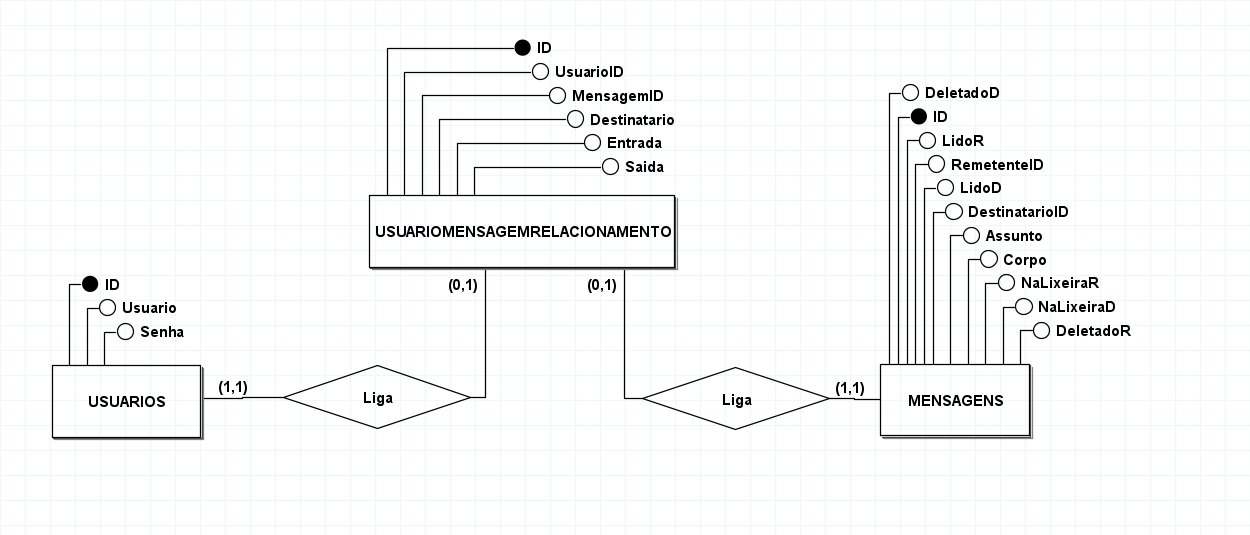 ID
UsuarioID
MensagemID
Destinatario
Entrada
Saida
USUARIOMENSAGEMRELACIONAMENTO
(0,1)
(0,1)
ID
Usuario
Senha
USUARIOS
(1,1)
Liga
Liga
(1,1)
DeletadoD
ID
LidoR
RemetenteID
LidoD
DestinatarioID
Assunto
Corpo
NaLixeiraR
NaLixeiraD
DeletadoR
MENSAGENS